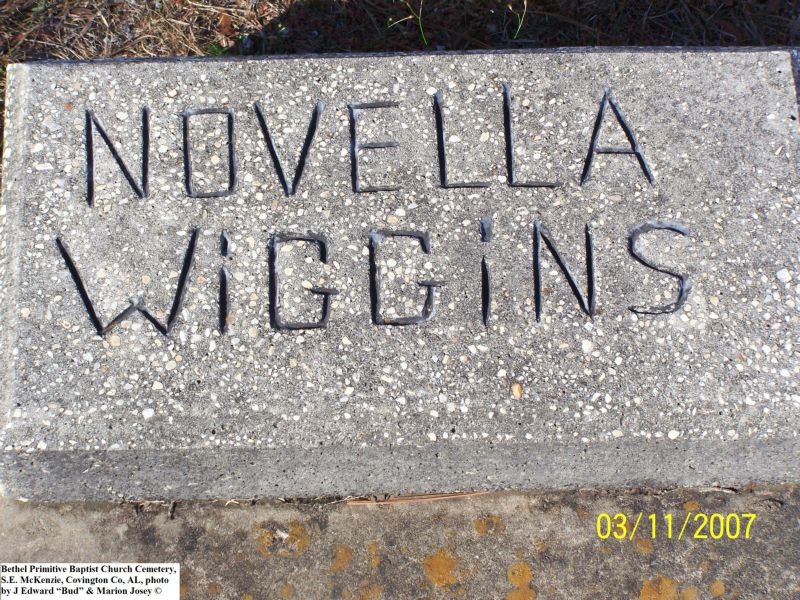 NOVELLA
WiGGiNS
03/11/2007
Bethel Primitive Baptist Church Cemetery,
S.E. McKenzie, Covington Co, AL, photo
by J Edward “Bud” & Marion Josey ©